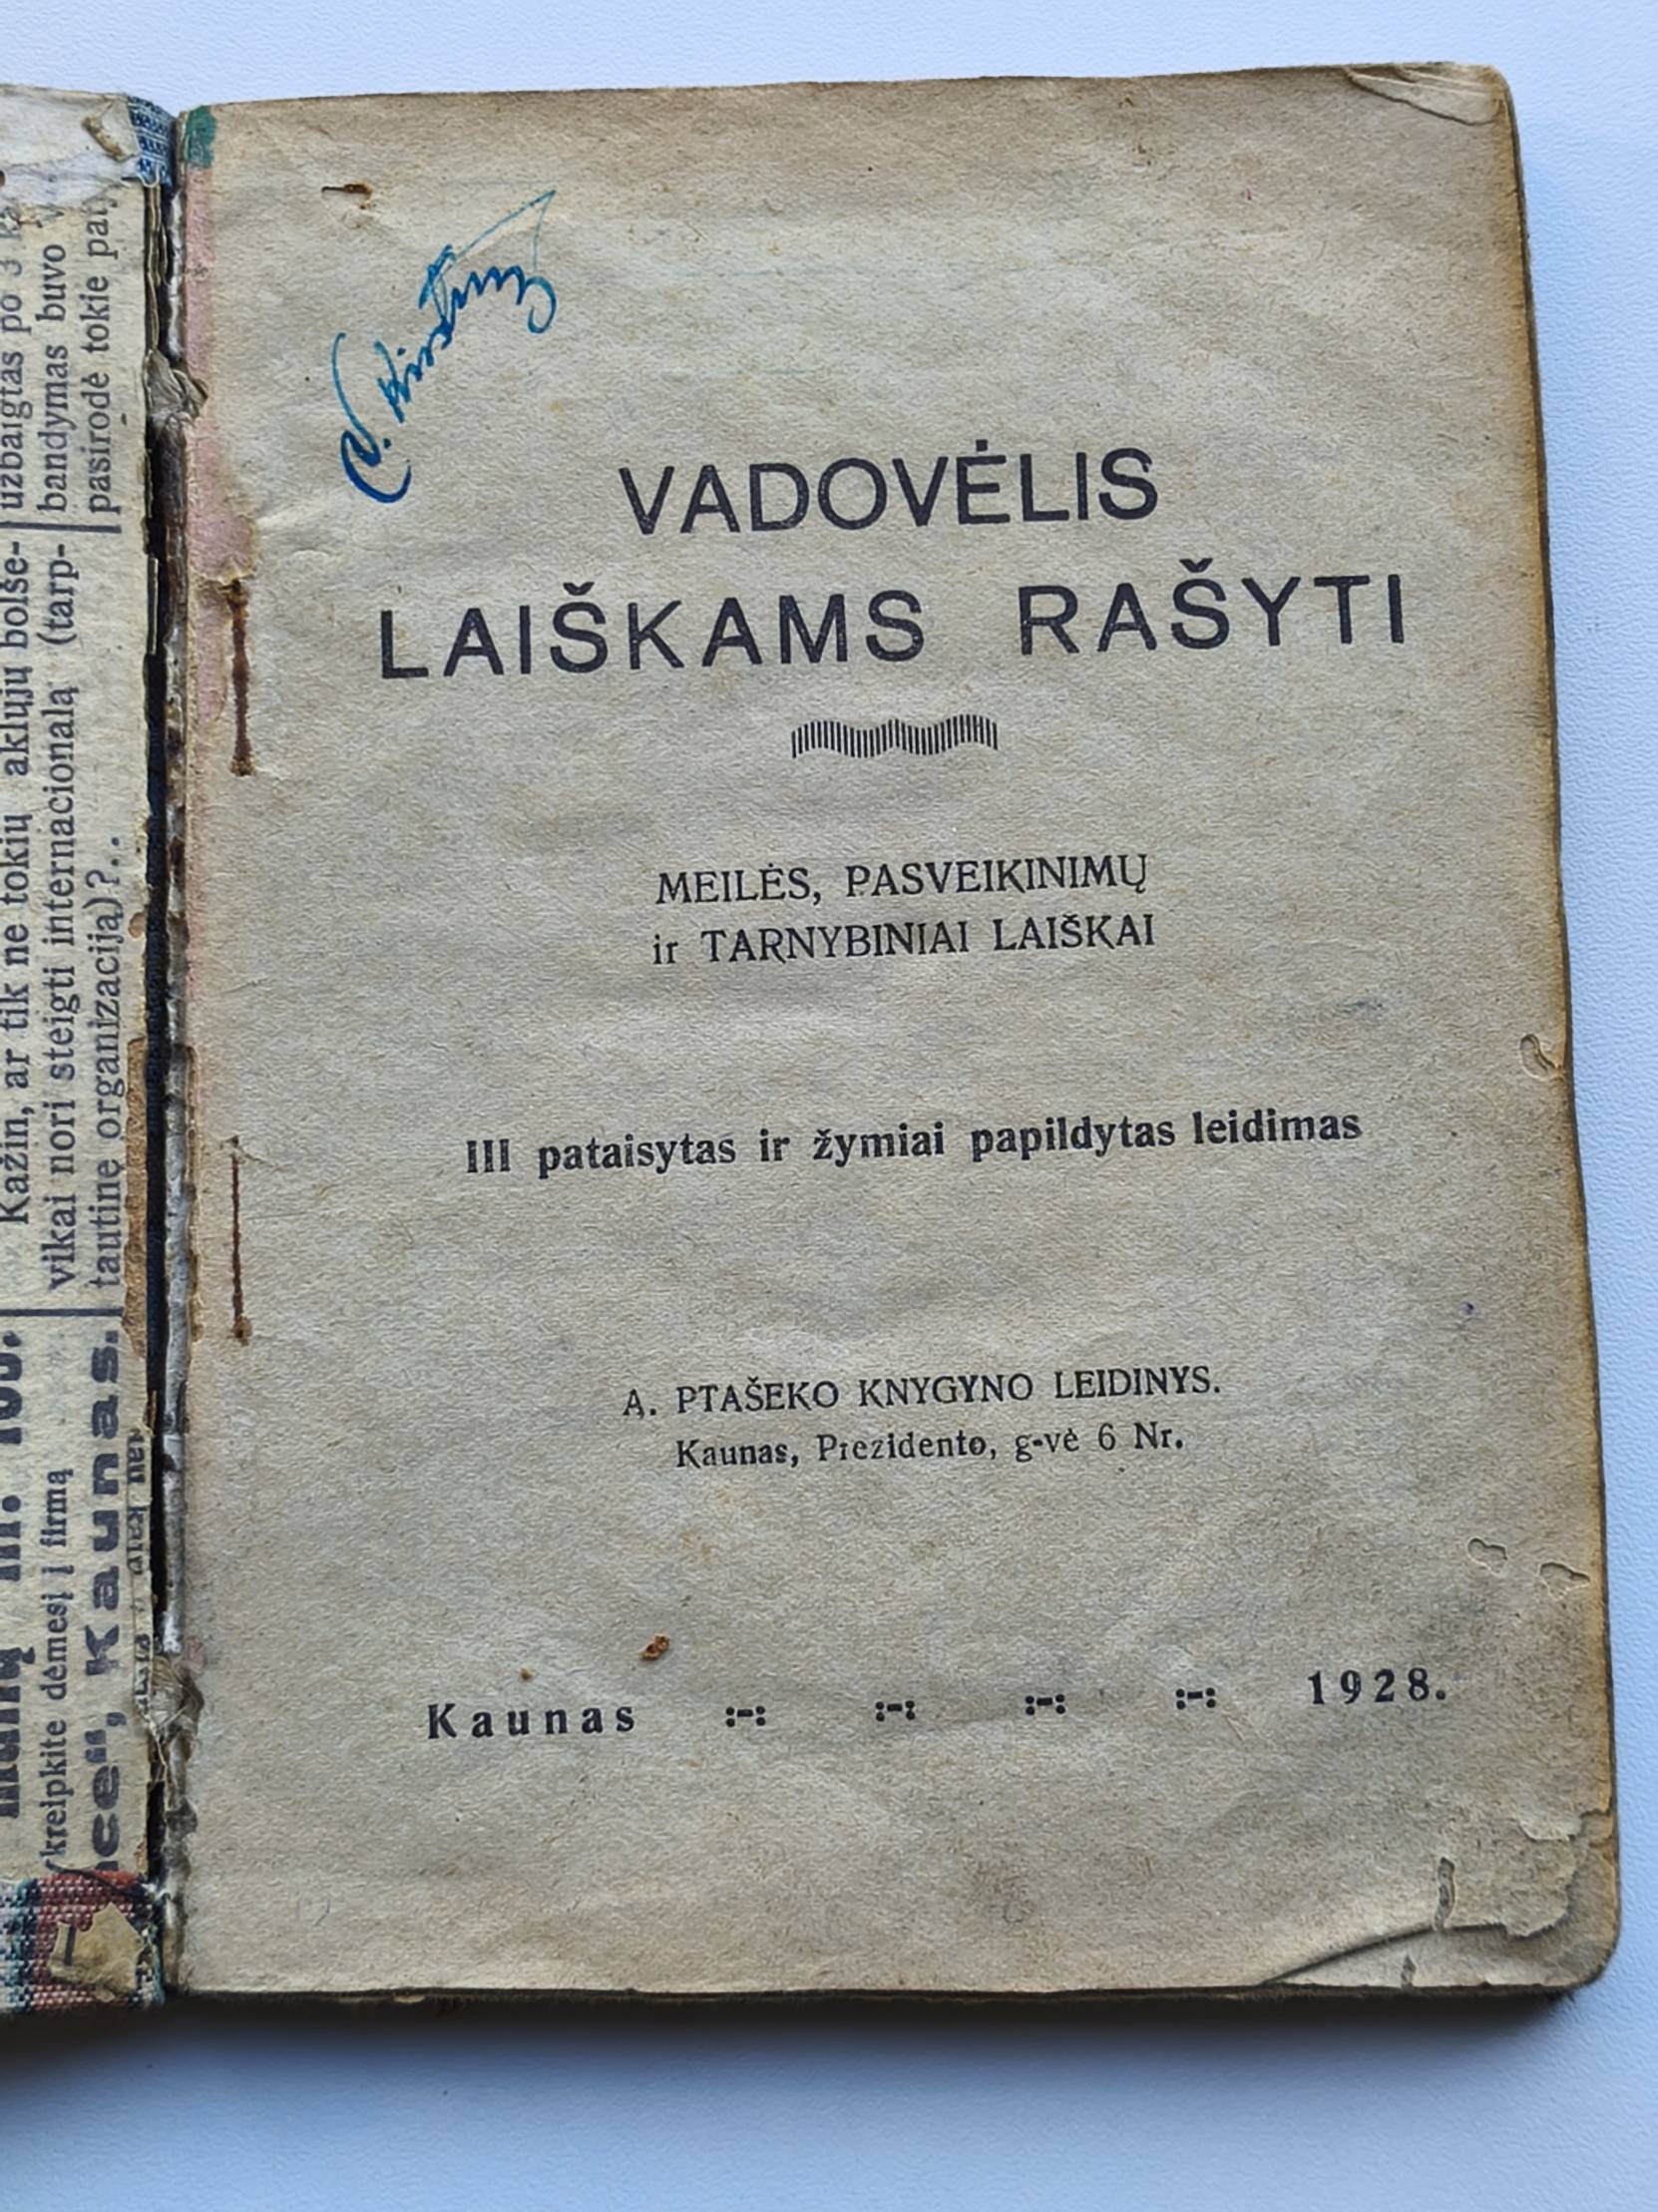 VADOVĖLIS
LAIŠKAMS RAŠYTI
MEILĖS, PASVEIKINIMŲ
ir TARNYBINIAI LAIŠKAI
III pataisytas ir žymiai papildytas leidimas
A. PTAŠEKO KNYGYNO LEIDINYS.
Kaunas, Prezidento, g-vė 6 Nr.
Kaunas :-: :-: :-: :-: 1928.
užbaigtas po 3
bandymas buvo
pasirodė tokie
Kažin, ar tik ne tokių aklųjų bolše-
vikai nori steigti internacionalą (tarp-
tautinę organizaciją)?..
kreipkite dėmesį į firmą
ce", Kaunas.